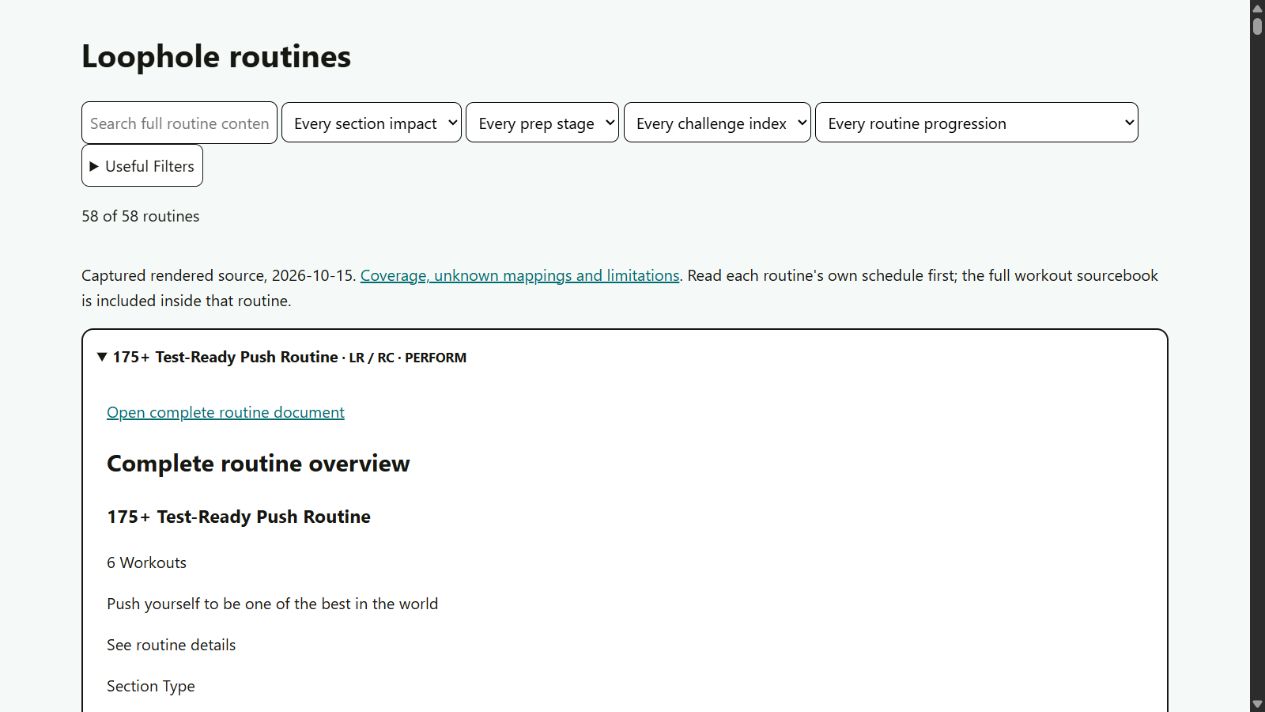 Loophole routines
Search full routine conten
Every section impact
Every prep stage
Every challenge index
Every routine progression
▶ Useful Filters
58 of 58 routines
Captured rendered source, 2026-10-15. Coverage, unknown mappings and limitations. Read each routine's own schedule first; the full workout sourcebook
is included inside that routine.
▼ 175+ Test-Ready Push Routine · LR / RC · PERFORM
Open complete routine document
Complete routine overview
175+ Test-Ready Push Routine
6 Workouts
Push yourself to be one of the best in the world
See routine details
Section Type